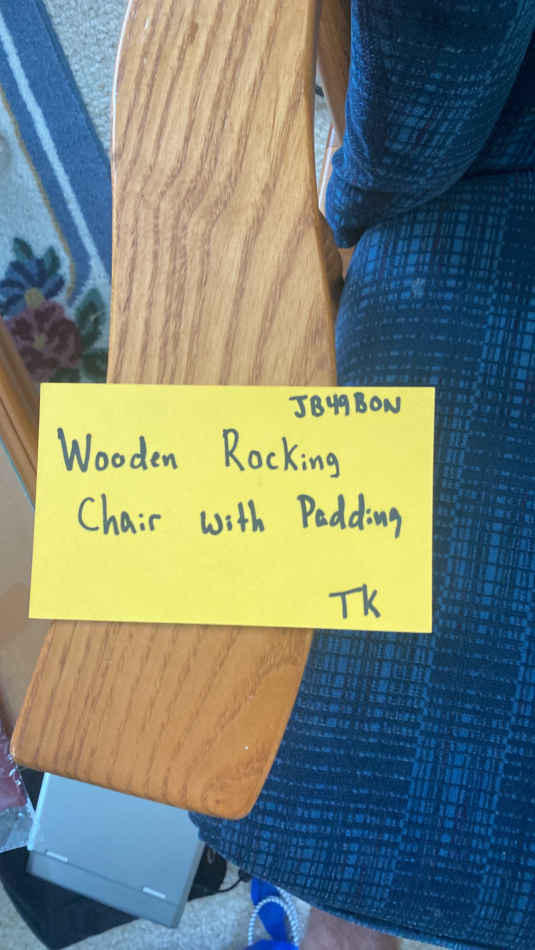 JB49BON
Wooden Rocking
Chair with Padding
TK